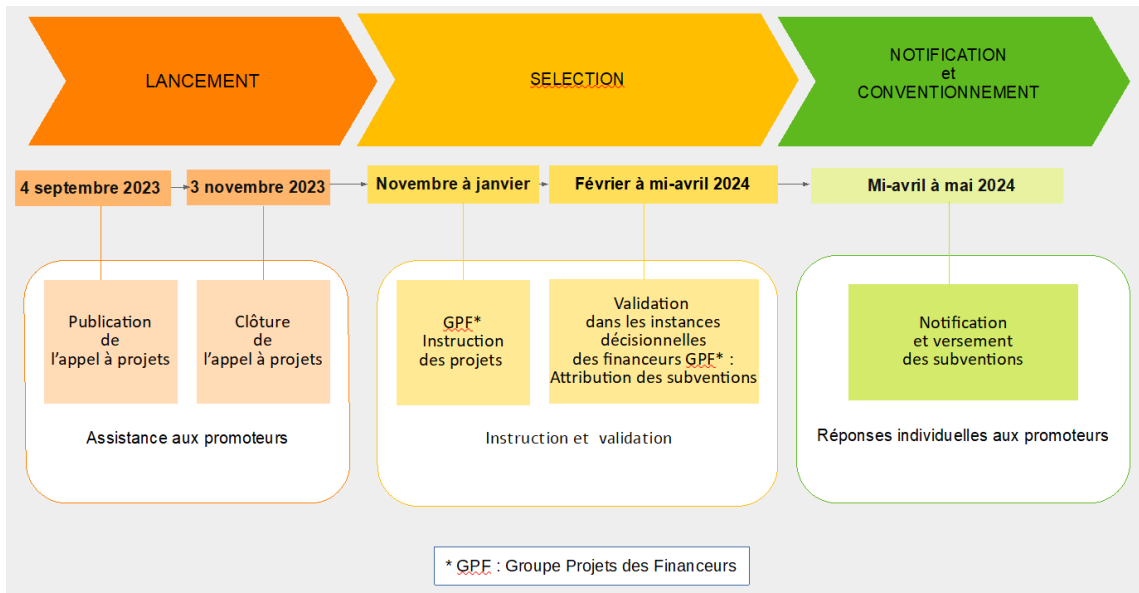 LANCEMENT
SELECTION
NOTIFICATION
et
CONVENTIONNEMENT
4 septembre 2023
3 novembre 2023
Novembre à janvier
Février à mi-avril 2024
Mi-avril à mai 2024
Publication
de
l'appel à projets
Clôture
de
l'appel à projets
Assistance aux promoteurs
GPF*
Instruction
des projets
Validation
dans les instances
décisionnelles
des financeurs GPF* :
Attribution des subventions
Instruction et validation
Notification
et versement
des subventions
Réponses individuelles aux promoteurs
* GPF : Groupe Projets des Financeurs